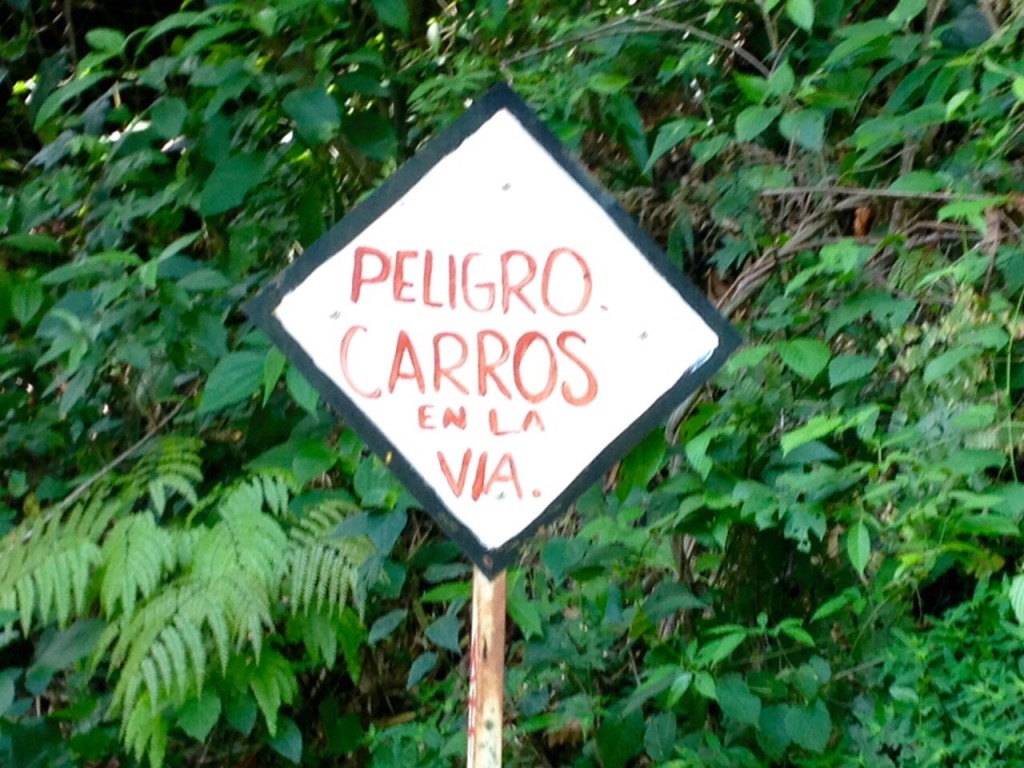 PELIGRO.
CARROS
EN LA
VIA.